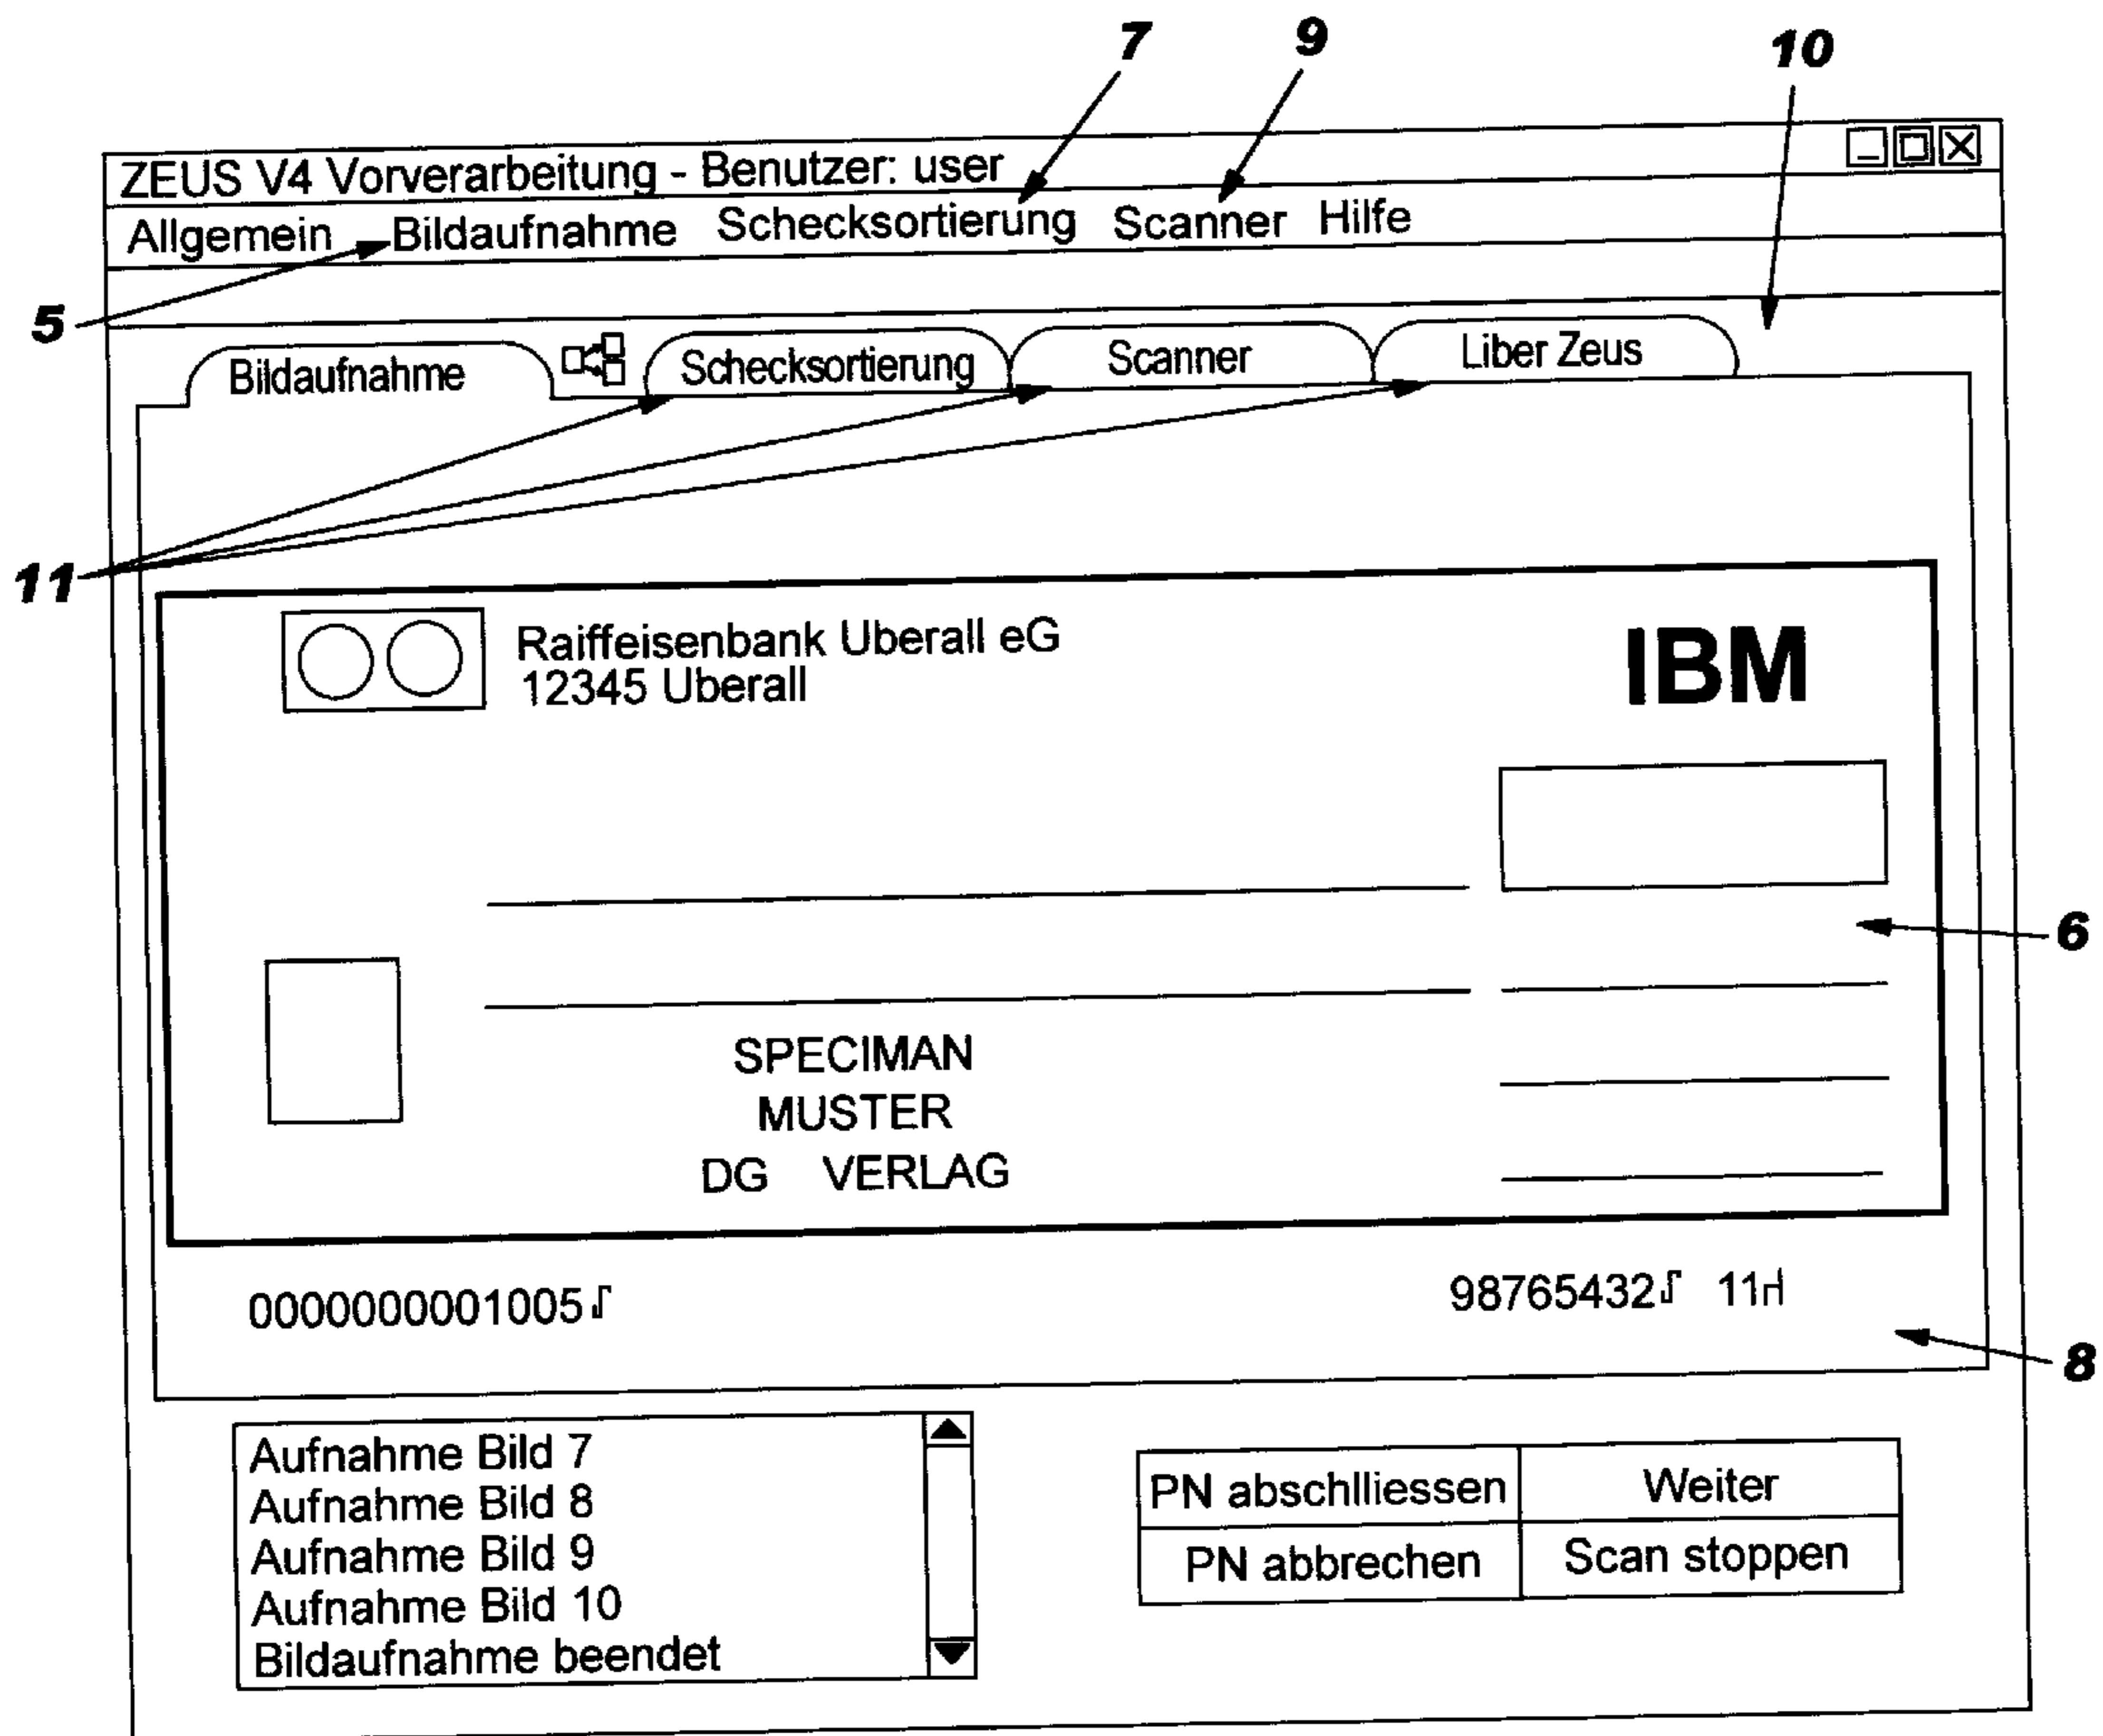 7 9 10
ZEUS V4 Vorverarbeitung - Benutzer: user
Allgemein Bildaufnahme Schecksortierung Scanner Hilfe
5
Bildaufnahme Schecksortierung Scanner Liber Zeus
11
Raiffeisenbank Uberall eG
12345 Uberall
IBM
6
SPECIMAN
MUSTER
DG VERLAG
0000000001005⑀ 98765432⑀ 11⑁
8
Aufnahme Bild 7
Aufnahme Bild 8
Aufnahme Bild 9
Aufnahme Bild 10
Bildaufnahme beendet
PN abschlliessen Weiter
PN abbrechen Scan stoppen